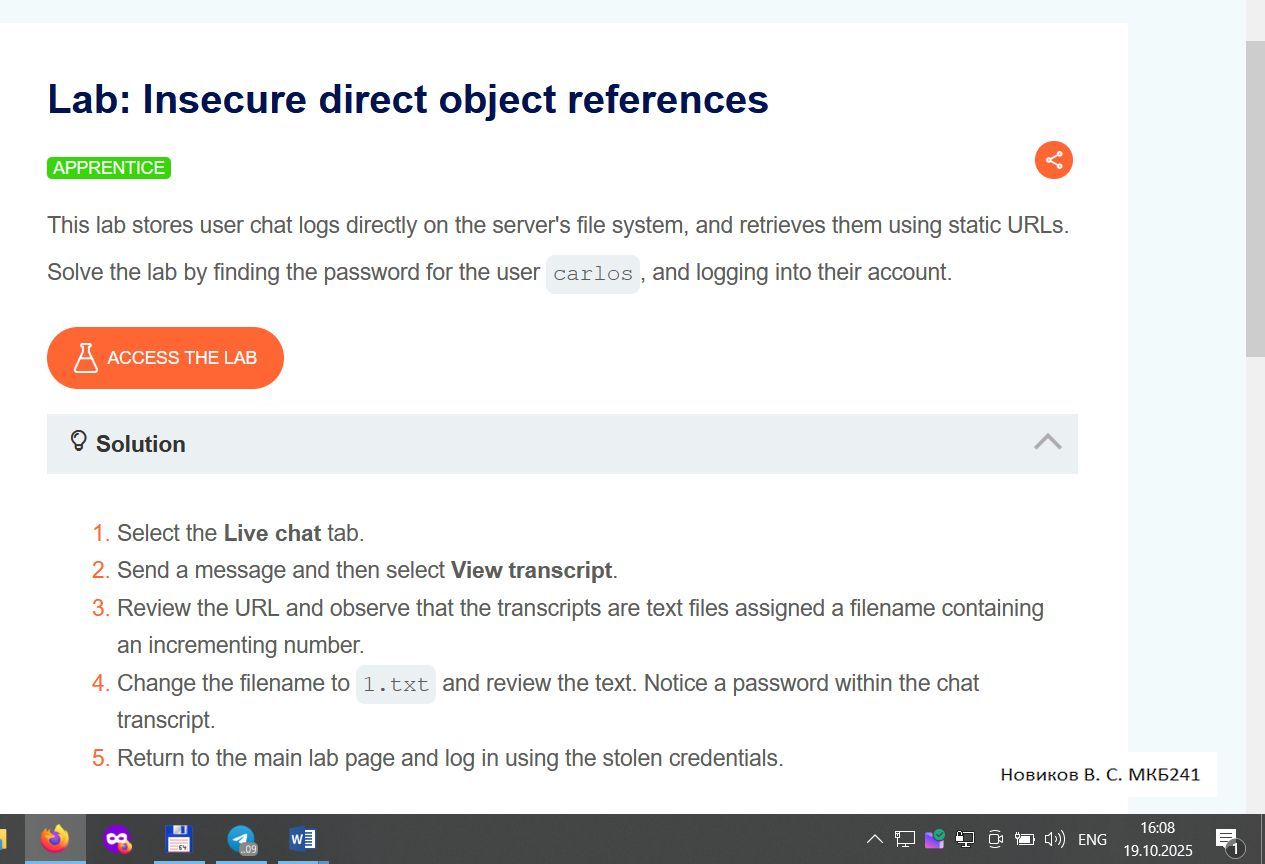 Lab: Insecure direct object references
APPRENTICE
This lab stores user chat logs directly on the server's file system, and retrieves them using static URLs.
Solve the lab by finding the password for the user carlos, and logging into their account.
ACCESS THE LAB
Solution
1. Select the Live chat tab.
2. Send a message and then select View transcript.
3. Review the URL and observe that the transcripts are text files assigned a filename containing
an incrementing number.
4. Change the filename to 1.txt and review the text. Notice a password within the chat
transcript.
5. Return to the main lab page and log in using the stolen credentials.
Новиков В. С. МКБ241
64
..09
W
ENG
16:08
19.10.2025
1